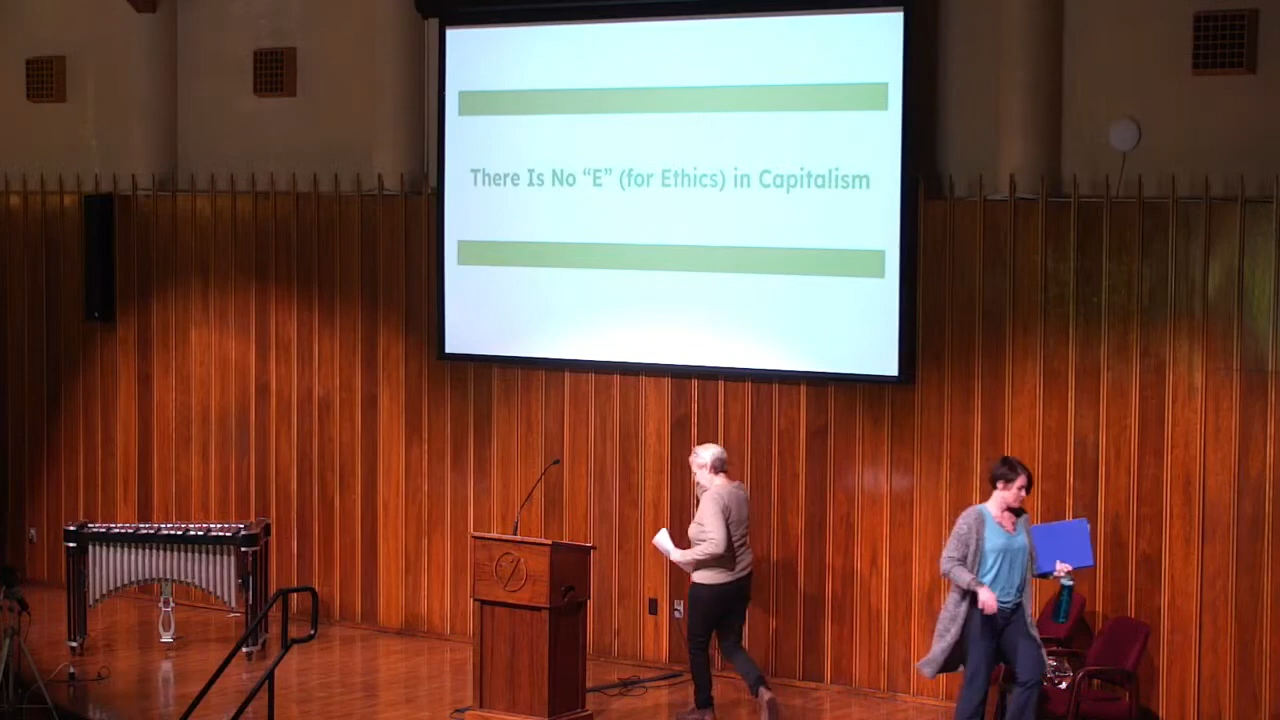 There Is No “E” (for Ethics) in Capitalism